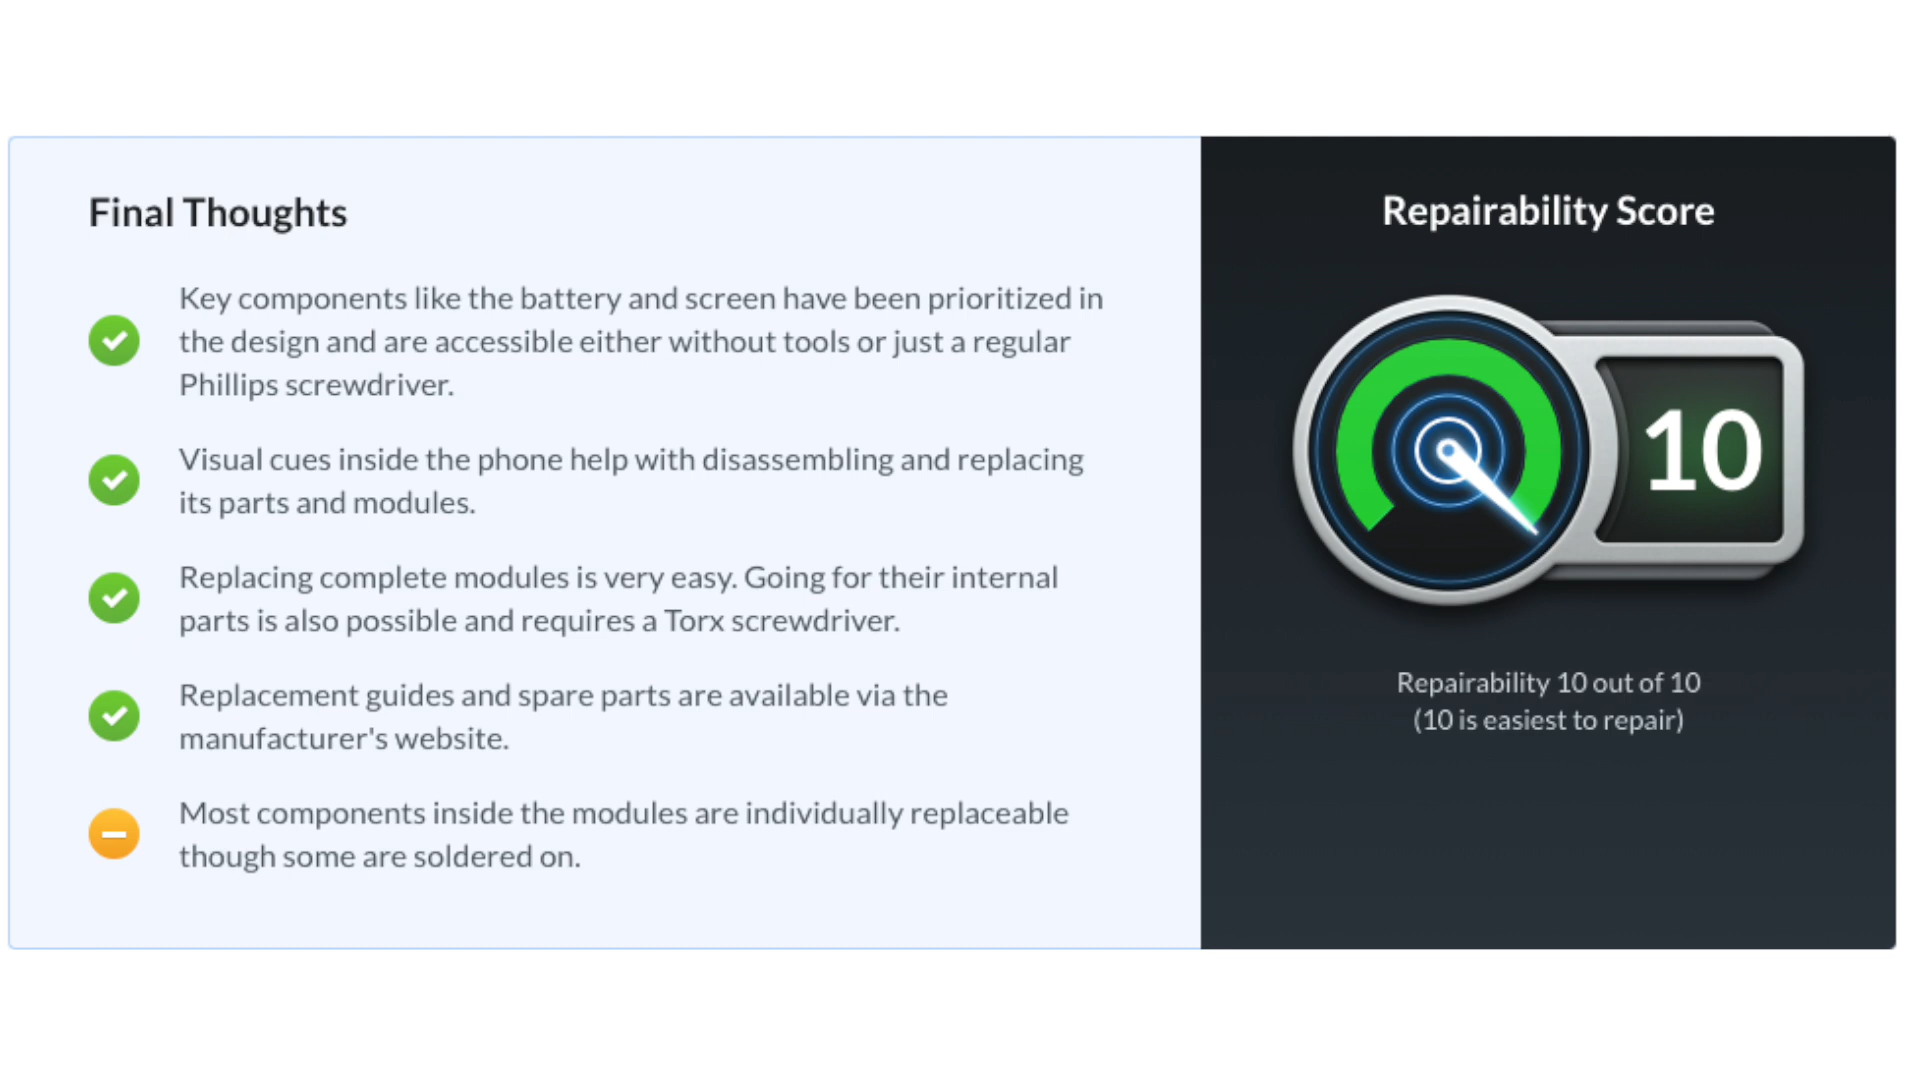 Final Thoughts
Key components like the battery and screen have been prioritized in
the design and are accessible either without tools or just a regular
Phillips screwdriver.
Visual cues inside the phone help with disassembling and replacing
its parts and modules.
Replacing complete modules is very easy. Going for their internal
parts is also possible and requires a Torx screwdriver.
Replacement guides and spare parts are available via the
manufacturer's website.
Most components inside the modules are individually replaceable
though some are soldered on.
Repairability Score
10
Repairability 10 out of 10
(10 is easiest to repair)